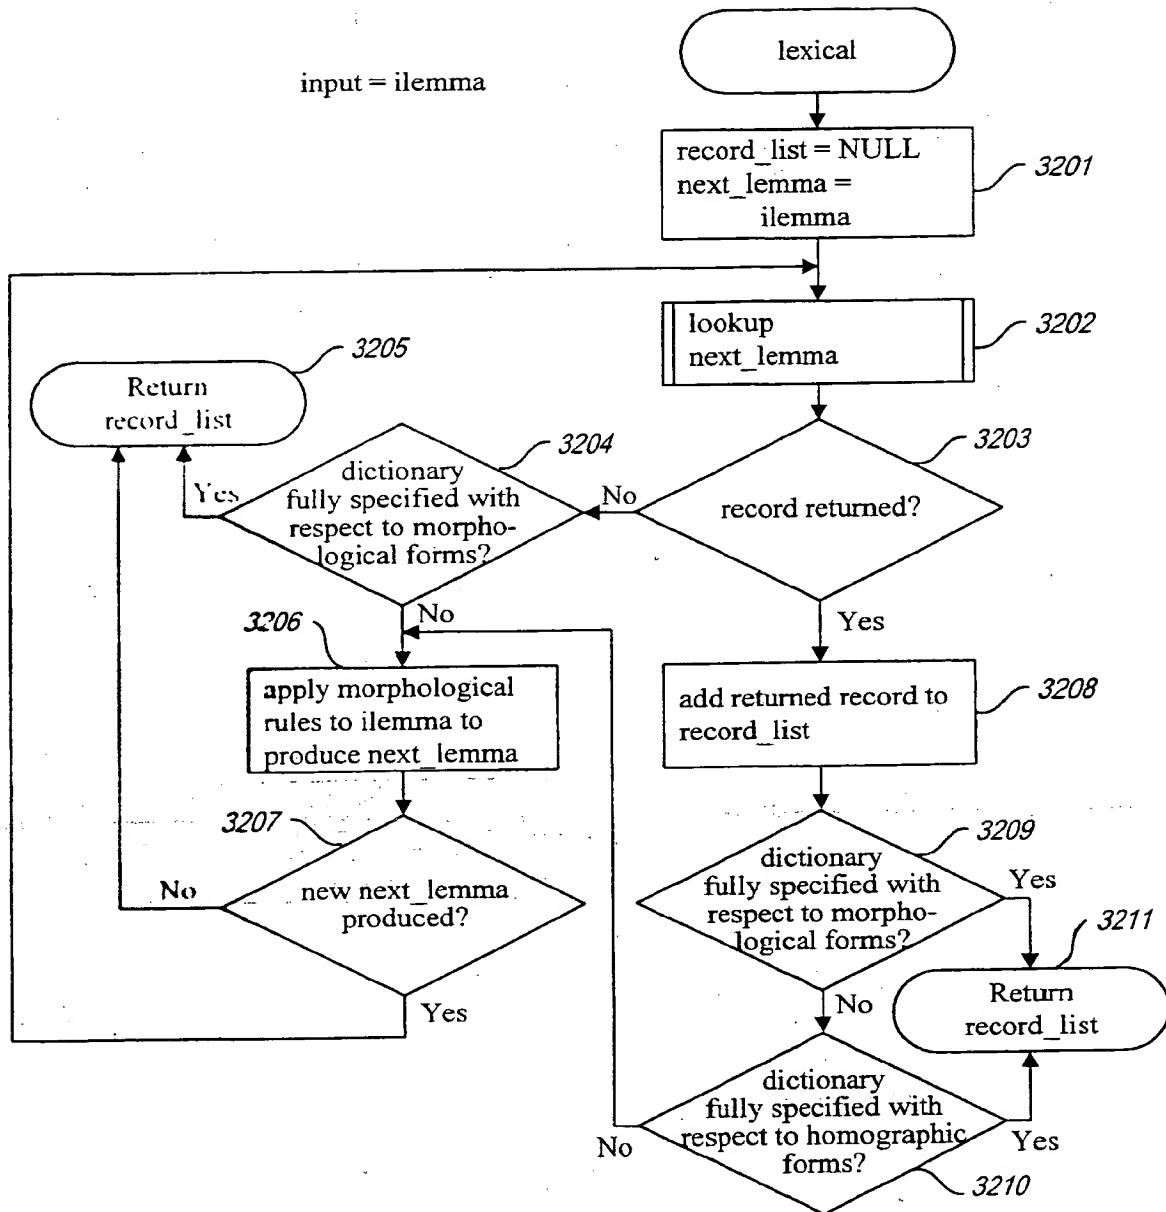 lexical
input = ilemma
record_list = NULL
next_lemma =
ilemma
3201
lookup
next_lemma
3202
3205
Return
record_list
3204
dictionary
fully specified with
respect to morpho-
logical forms?
Yes
No
3203
record returned?
No
Yes
3206
apply morphological
rules to ilemma to
produce next_lemma
add returned record to
record_list
3208
3207
new next_lemma
produced?
No
Yes
3209
dictionary
fully specified with
respect to morpho-
logical forms?
Yes
No
3211
Return
record_list
dictionary
fully specified with
respect to homographic
forms?
No
Yes
3210